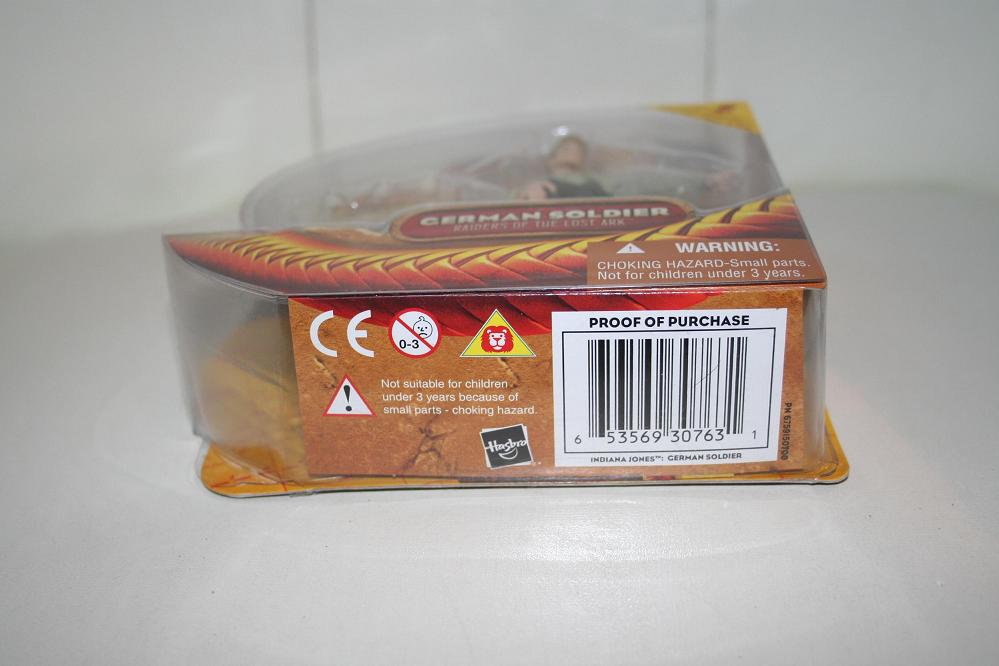 GERMAN SOLDIER
RAIDERS OF THE LOST ARK
WARNING:
CHOKING HAZARD-Small parts.
Not for children under 3 years.
CE
0-3
Not suitable for children
under 3 years because of
small parts - choking hazard.
Hasbro
PROOF OF PURCHASE
6 53569 30763 1
INDIANA JONES™: GERMAN SOLDIER
PN 6759150700